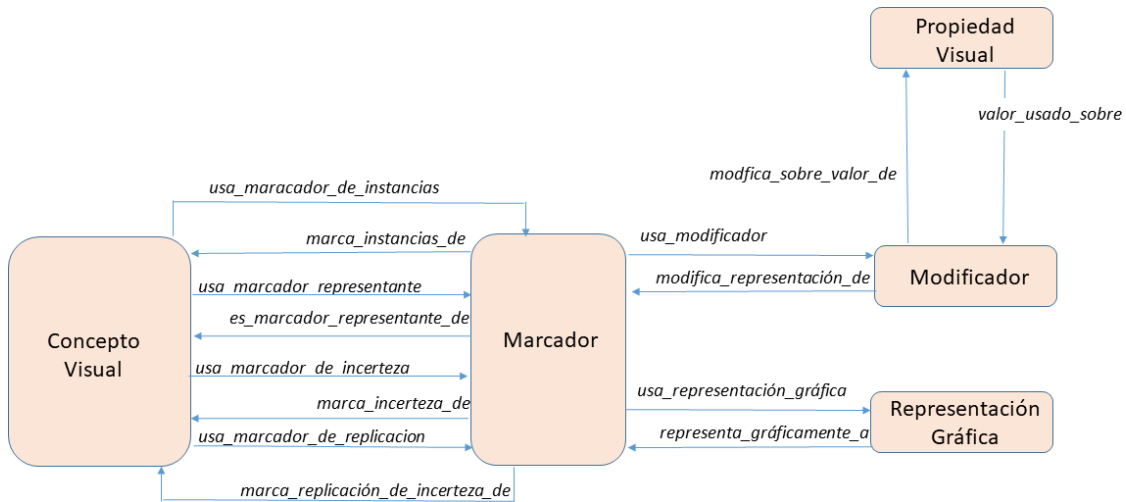 Propiedad
Visual
valor_usado_sobre
modfica_sobre_valor_de
usa_maracador_de_instancias
marca_instancias_de
usa_modificador
modifica_representación_de
Modificador
usa_marcador_representante
es_marcador_representante_de
Concepto
Visual
Marcador
usa_marcador_de_incerteza
marca_incerteza_de
usa_representación_gráfica
Representación
Gráfica
usa_marcador_de_replicacion
representa_gráficamente_a
marca_replicación_de_incerteza_de